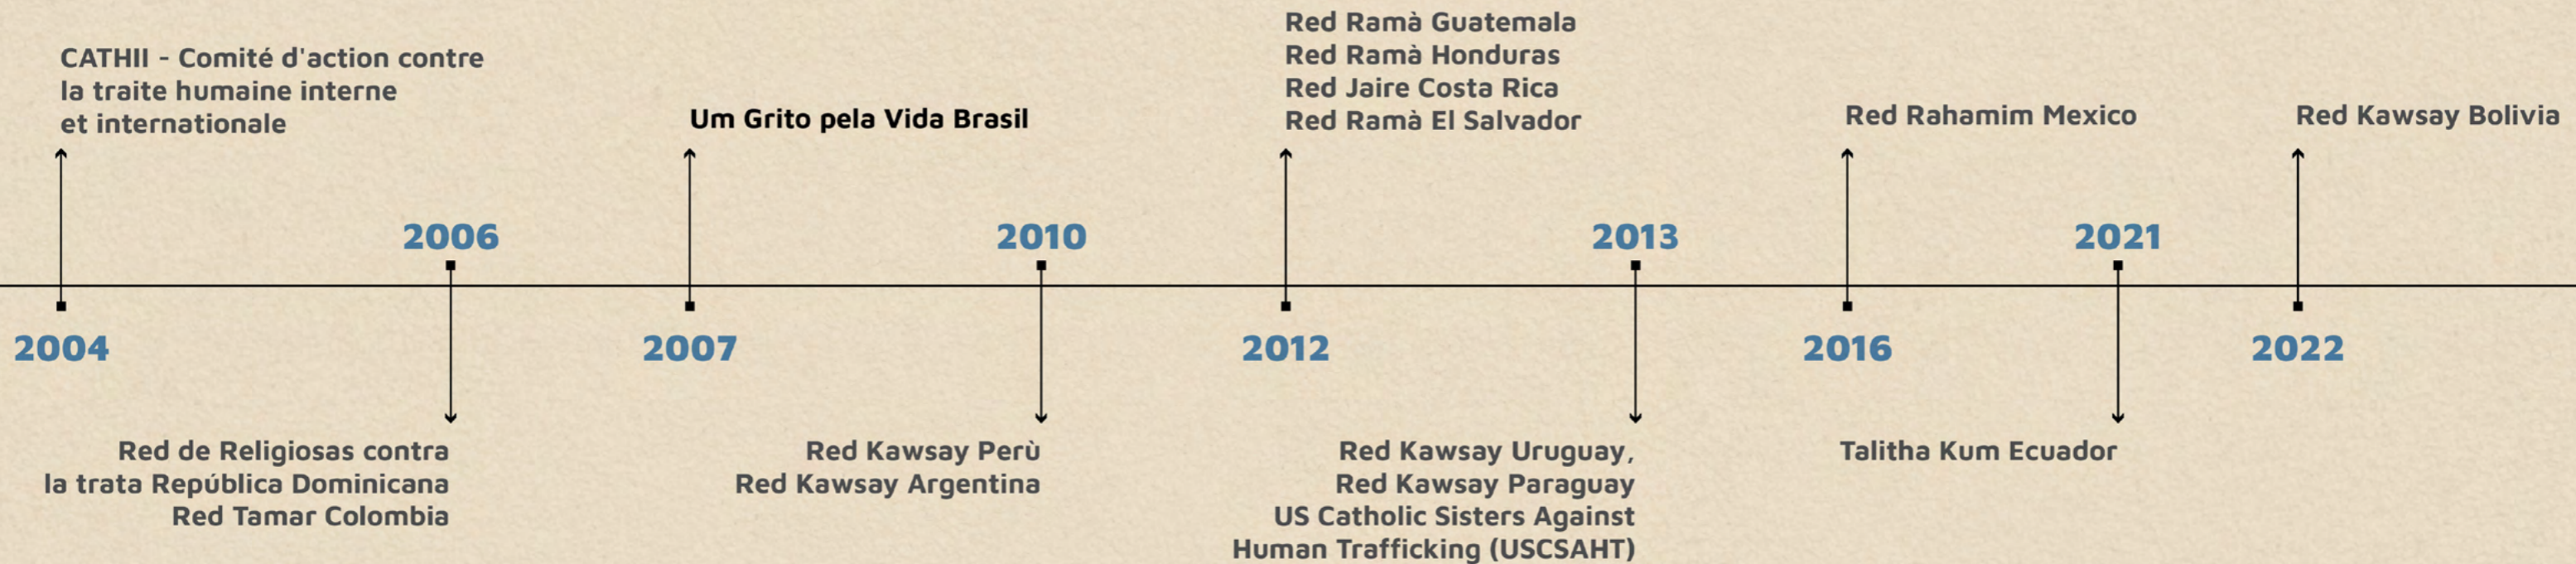 CATHII - Comité d'action contre
la traite humaine interne
et internationale
2004
2006
Red de Religiosas contra
la trata República Dominicana
Red Tamar Colombia
Um Grito pela Vida Brasil
2007
2010
Red Kawsay Perù
Red Kawsay Argentina
Red Ramà Guatemala
Red Ramà Honduras
Red Jaire Costa Rica
Red Ramà El Salvador
2012
2013
Red Kawsay Uruguay,
Red Kawsay Paraguay
US Catholic Sisters Against
Human Trafficking (USCSAHT)
Red Rahamim Mexico
2016
2021
Talitha Kum Ecuador
Red Kawsay Bolivia
2022